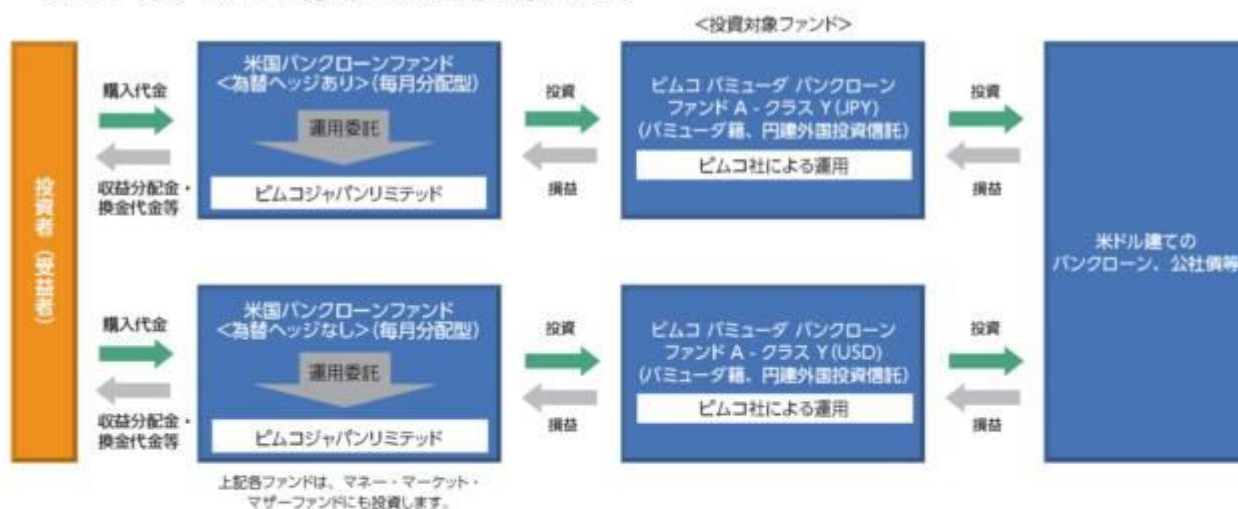 <投資対象ファンド>
投資者（受益者）
購入代金
収益分配金・
換金代金等
米国バンクローンファンド
<為替ヘッジあり>(毎月分配型)
運用委託
ピムコジャパンリミテッド
投資
損益
ピムコ バミューダ バンクローン
ファンド A - クラス Y(JPY)
(バミューダ籍、円建外国投資信託)
ピムコ社による運用
投資
損益
米ドル建ての
バンクローン、公社債等
購入代金
収益分配金・
換金代金等
米国バンクローンファンド
<為替ヘッジなし>(毎月分配型)
運用委託
ピムコジャパンリミテッド
投資
損益
ピムコ バミューダ バンクローン
ファンド A - クラス Y(USD)
(バミューダ籍、円建外国投資信託)
ピムコ社による運用
投資
損益
上記各ファンドは、マネー・マーケット・
マザーファンドにも投資します。